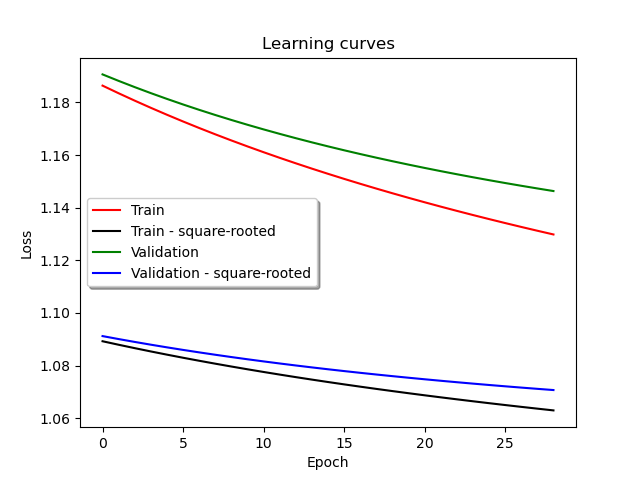 Learning curves
Loss
1.18
1.16
1.14
1.12
1.10
1.08
1.06
Train
Train - square-rooted
Validation
Validation - square-rooted
0 5 10 15 20 25
Epoch